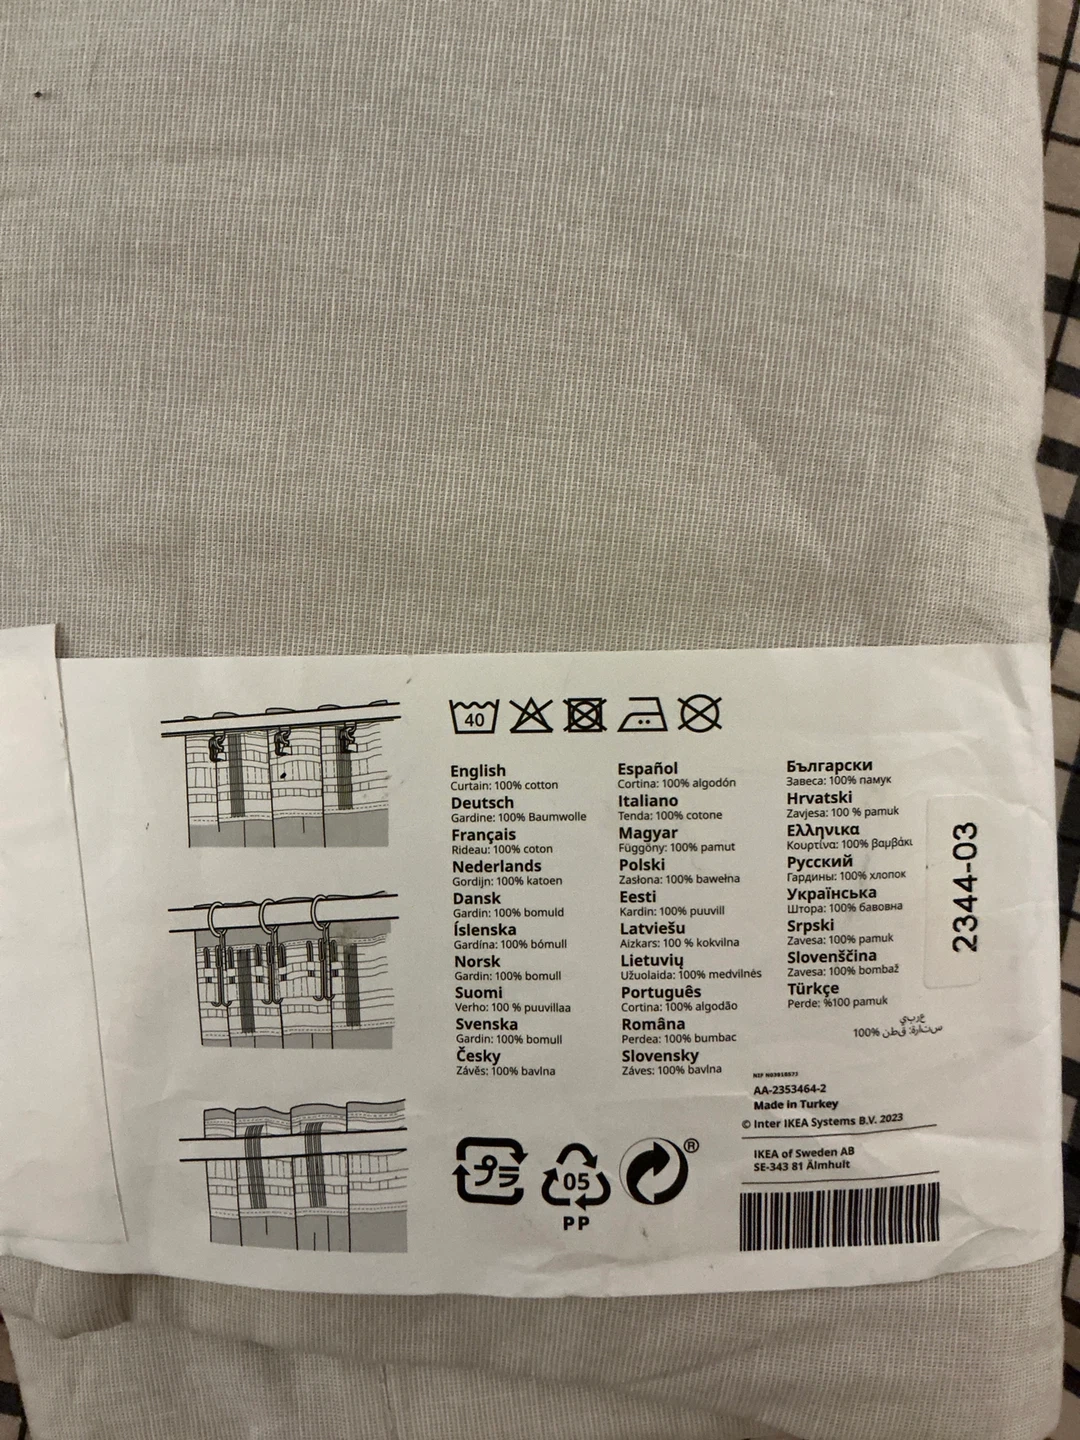 40
English
Curtain: 100% cotton
Deutsch
Gardine: 100% Baumwolle
Français
Rideau: 100% coton
Nederlands
Gordijn: 100% katoen
Dansk
Gardin: 100% bomuld
Íslenska
Gardína: 100% bómull
Norsk
Gardin: 100% bomull
Suomi
Verho: 100 % puuvillaa
Svenska
Gardin: 100% bomull
Česky
Závěs: 100% bavlna
Español
Cortina: 100% algodón
Italiano
Tenda: 100% cotone
Magyar
Függöny: 100% pamut
Polski
Zasłona: 100% bawełna
Eesti
Kardin: 100% puuvill
Latviešu
Aizkars: 100 % kokvilna
Lietuvių
Užuolaida: 100% medvilnės
Português
Cortina: 100% algodão
Româna
Perdea: 100% bumbac
Slovensky
Záves: 100% bavlna
Български
Завеса: 100% памук
Hrvatski
Zavjesa: 100 % pamuk
Ελληνικα
Κουρτίνα: 100% βαμβάκι
Русский
Гардины: 100% хлопок
Українська
Штора: 100% бавовна
Srpski
Zavesa: 100% pamuk
Slovenščina
Zavesa: 100% bombaž
Türkçe
Perde: %100 pamuk
عربي
ستارة: قطن 100%
2344-03
AA-2353464-2
Made in Turkey
© Inter IKEA Systems B.V. 2023
IKEA of Sweden AB
SE-343 81 Älmhult
プラ
05
PP
®